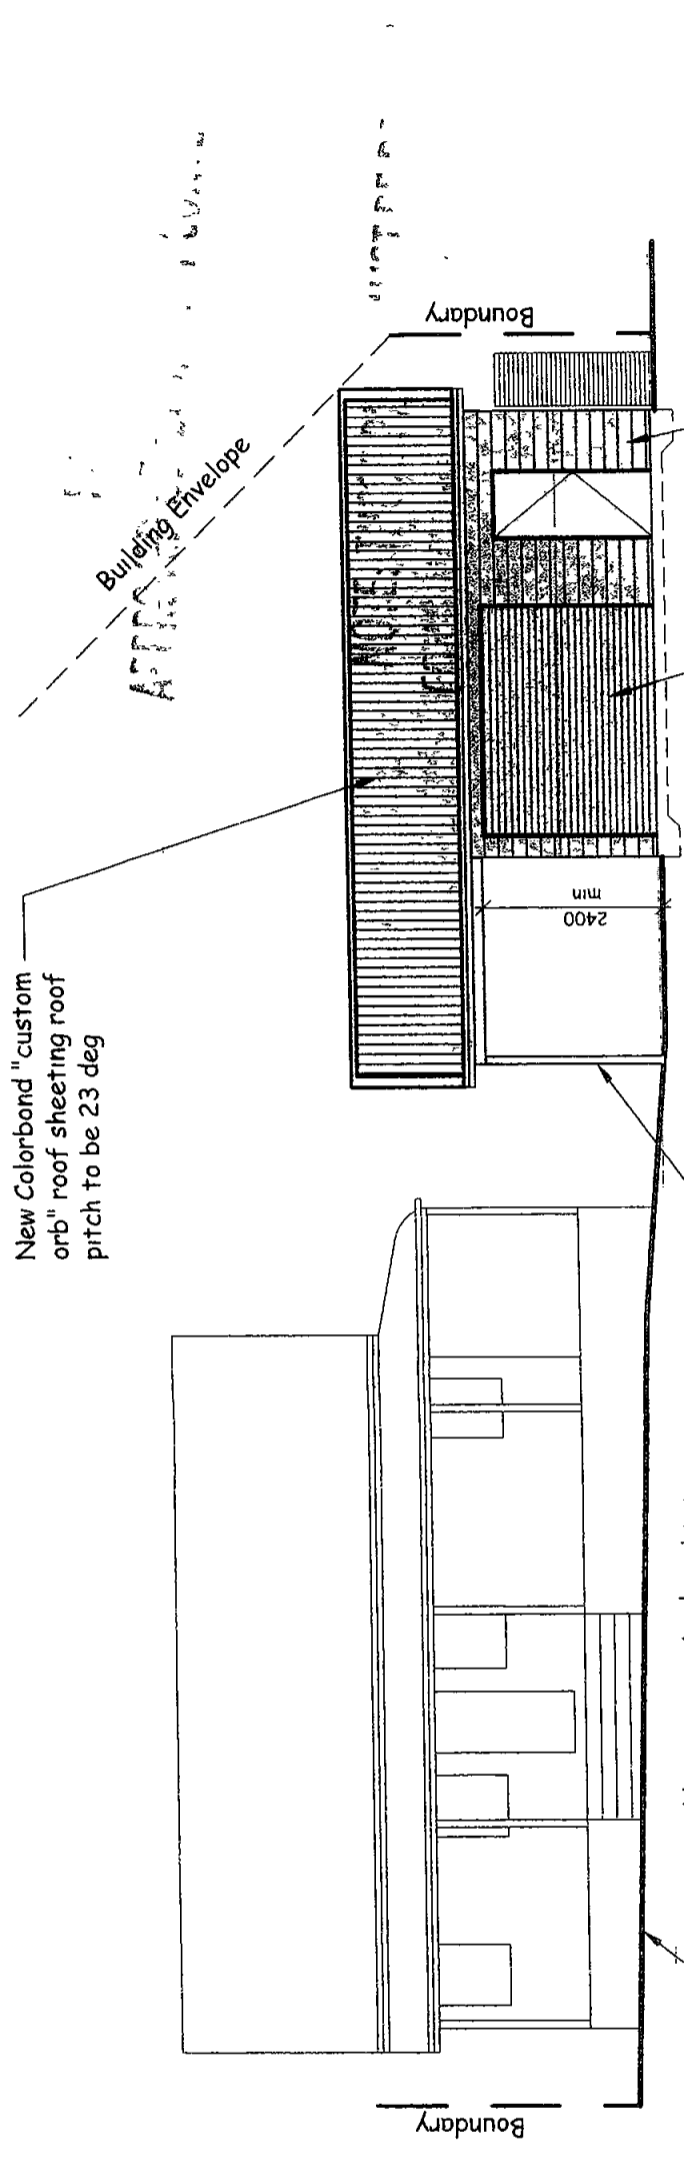 New Colorbond "custom
orb" roof sheeting roof
pitch to be 23 deg
Building Envelope
Boundary
2400
min
Boundary